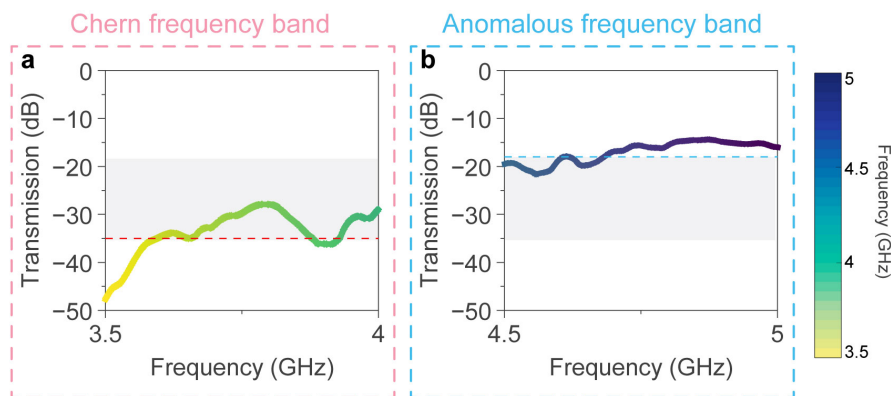 Chern frequency band
Anomalous frequency band
a
Transmission (dB)
0
−10
−20
−30
−40
−50
3.5
4
Frequency (GHz)
b
Transmission (dB)
0
−10
−20
−30
−40
−50
4.5
5
Frequency (GHz)
5
4.5
4
3.5
Frequency (GHz)